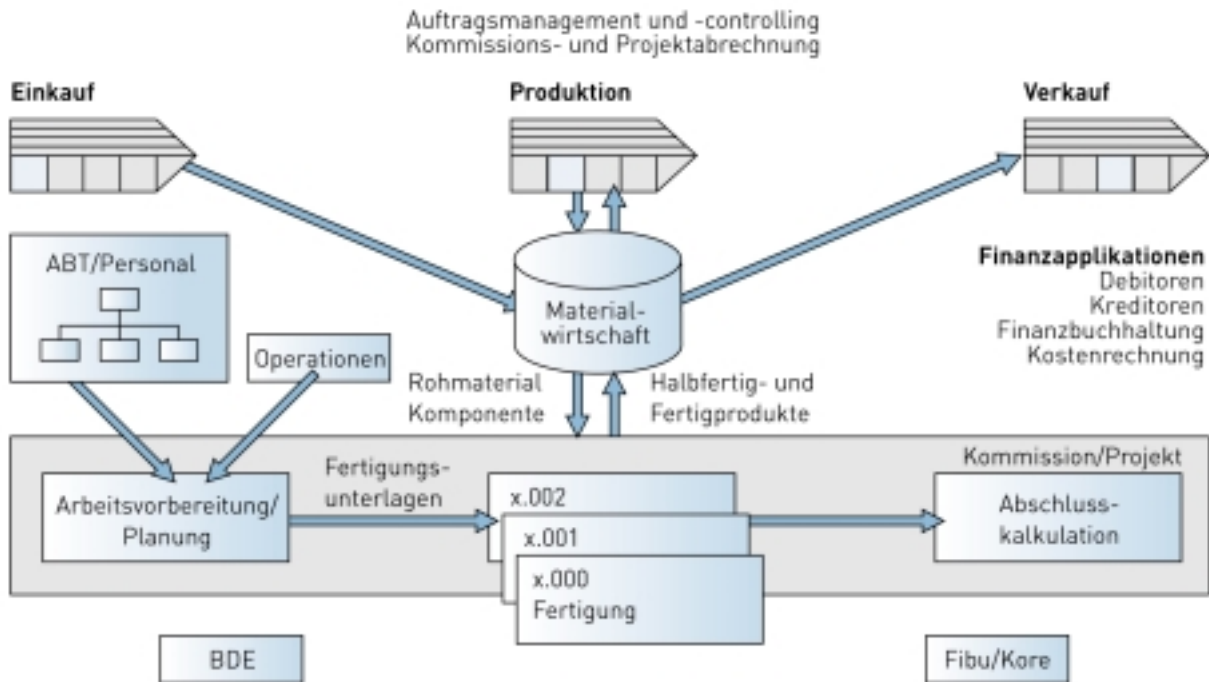 Auftragsmanagement und -controlling
Kommissions- und Projektabrechnung
Einkauf
Produktion
Verkauf
ABT/Personal
Operationen
Material-
wirtschaft
Finanzapplikationen
Debitoren
Kreditoren
Finanzbuchhaltung
Kostenrechnung
Rohmaterial
Komponente
Halbfertig- und
Fertigprodukte
Arbeitsvorbereitung/
Planung
Fertigungs-
unterlagen
x.002
x.001
x.000
Fertigung
Kommission/Projekt
Abschluss-
kalkulation
BDE
Fibu/Kore